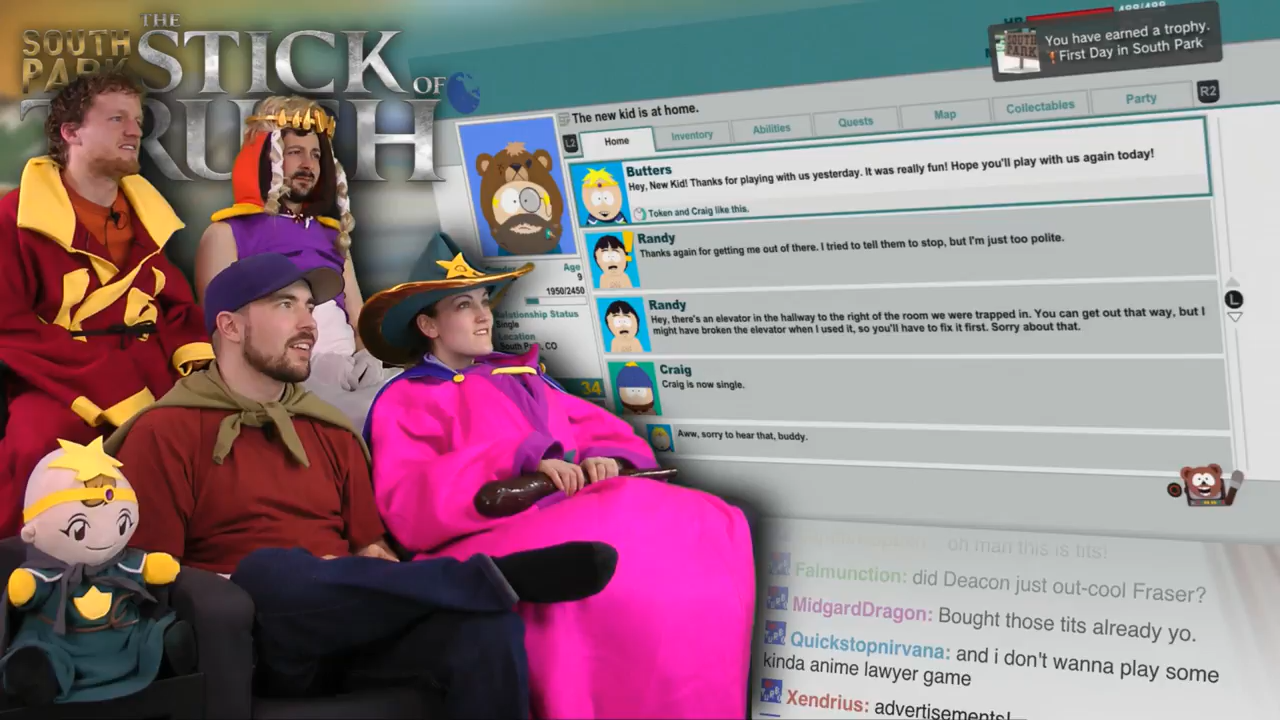 THE
SOUTH PARK
STICK
OF
TRUTH
You have earned a trophy.
First Day in South Park
The new kid is at home.
L2
Home
Inventory
Abilities
Quests
Map
Collectables
Party
R2
Butters
Hey, New Kid! Thanks for playing with us yesterday. It was really fun! Hope you'll play with us again today!
Token and Craig like this.
Randy
Thanks again for getting me out of there. I tried to tell them to stop, but I'm just too polite.
Randy
Hey, there's an elevator in the hallway to the right of the room we were trapped in. You can get out that way, but I
might have broken the elevator when I used it, so you'll have to fix it first. Sorry about that.
Craig
Craig is now single.
Aww, sorry to hear that, buddy.
Age
9
1950/2450
Relationship Status
Single
Location
South Park, CO
34
L
oh man this is tits!
Falmunction: did Deacon just out-cool Fraser?
MidgardDragon: Bought those tits already yo.
Quickstopnirvana: and i don't wanna play some
kinda anime lawyer game
Xendrius: advertisements!